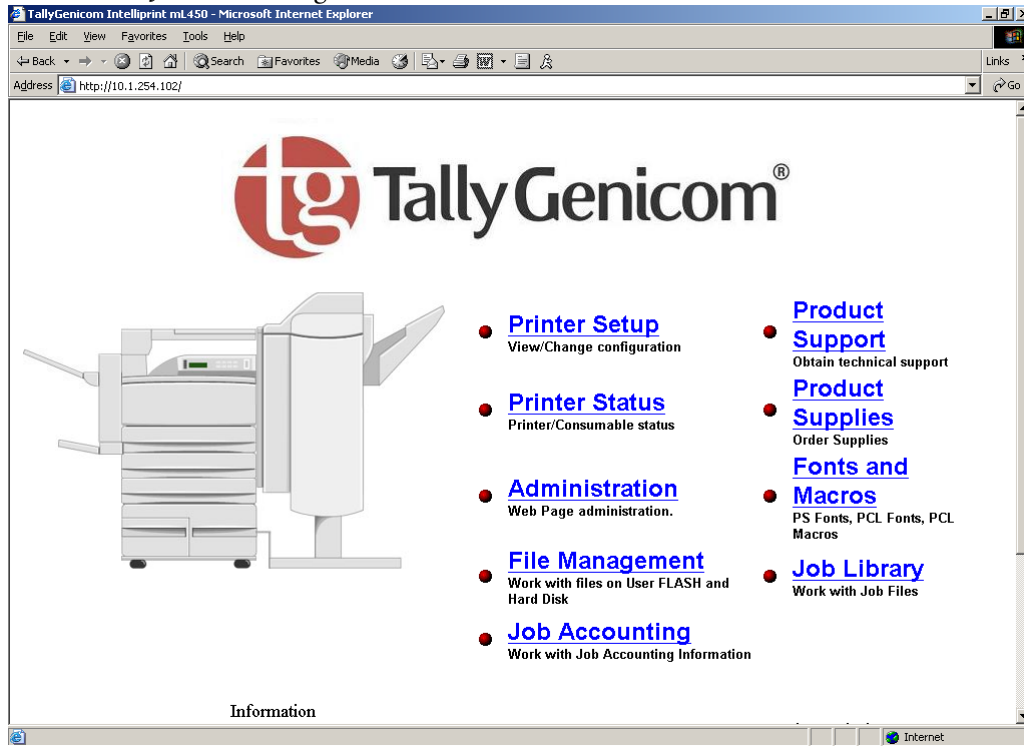 TallyGenicom Intelliprint mL450 - Microsoft Internet Explorer
File Edit View Favorites Tools Help
Back Search Favorites Media Links
Address http://10.1.254.102/ Go
tg TallyGenicom®
Printer Setup
View/Change configuration
Product
Support
Obtain technical support
Printer Status
Printer/Consumable status
Product
Supplies
Order Supplies
Administration
Web Page administration.
Fonts and
Macros
PS Fonts, PCL Fonts, PCL
Macros
File Management
Work with files on User FLASH and
Hard Disk
Job Library
Work with Job Files
Job Accounting
Work with Job Accounting Information
Information
Internet